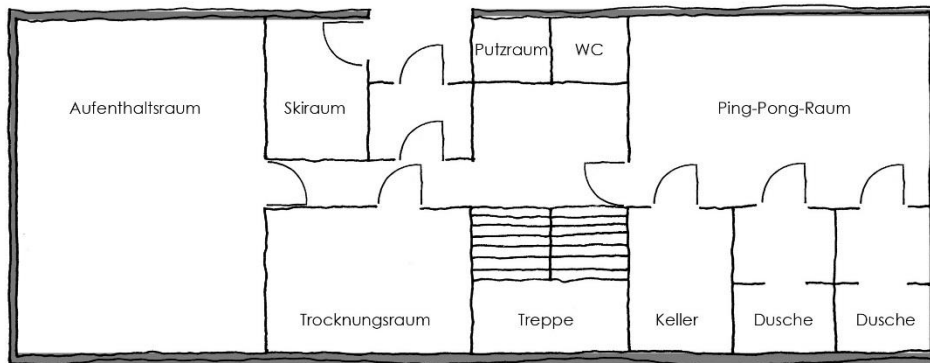 Putzraum
WC
Aufenthaltsraum
Skiraum
Ping-Pong-Raum
Trocknungsraum
Treppe
Keller
Dusche
Dusche